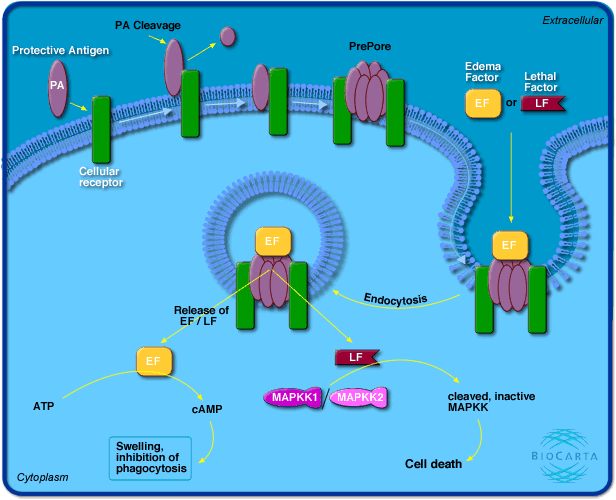 Extracellular
PA Cleavage
Protective Antigen
PA
PrePore
Edema
Factor
EF
or
Lethal
Factor
LF
Cellular
receptor
EF
EF
Endocytosis
Release of
EF / LF
EF
LF
ATP
cAMP
MAPKK1
/
MAPKK2
cleaved, inactive
MAPKK
Swelling,
inhibition of
phagocytosis
Cell death
BIOCARTA
Cytoplasm